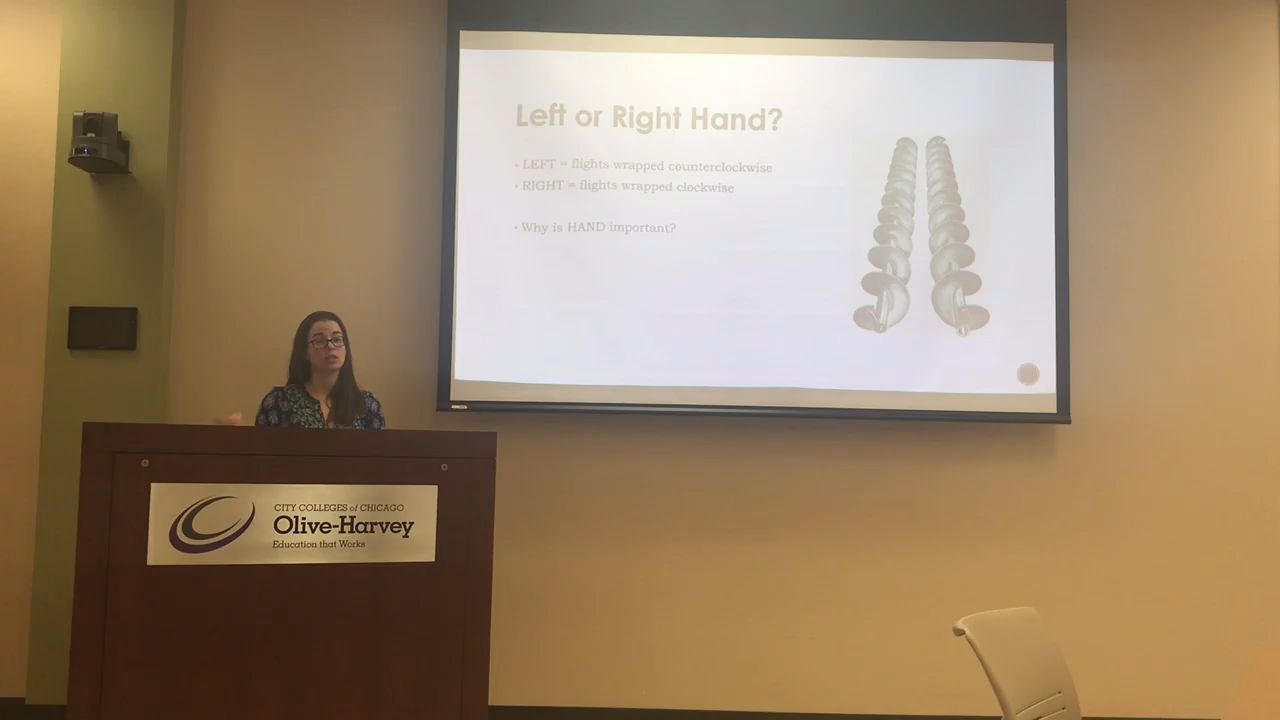 Left or Right Hand?
• LEFT = flights wrapped counterclockwise
• RIGHT = flights wrapped clockwise
• Why is HAND important?
CITY COLLEGES of CHICAGO
Olive-Harvey
Education that Works